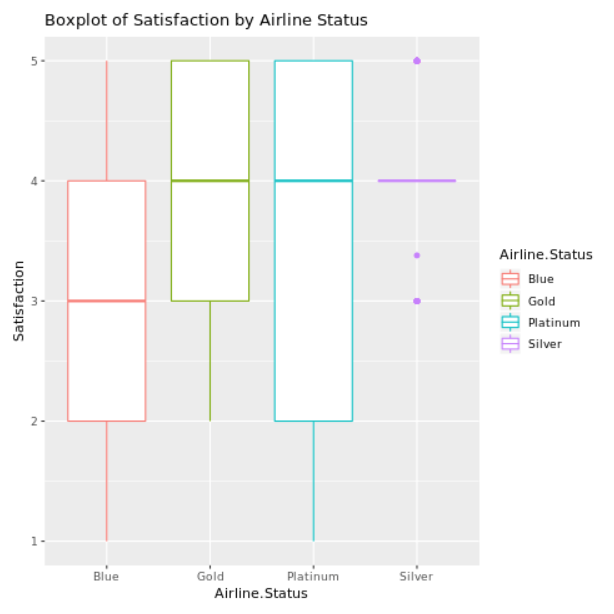 Boxplot of Satisfaction by Airline Status
5
4
3
2
1
Satisfaction
Blue Gold Platinum Silver
Airline.Status
Airline.Status
Blue
Gold
Platinum
Silver